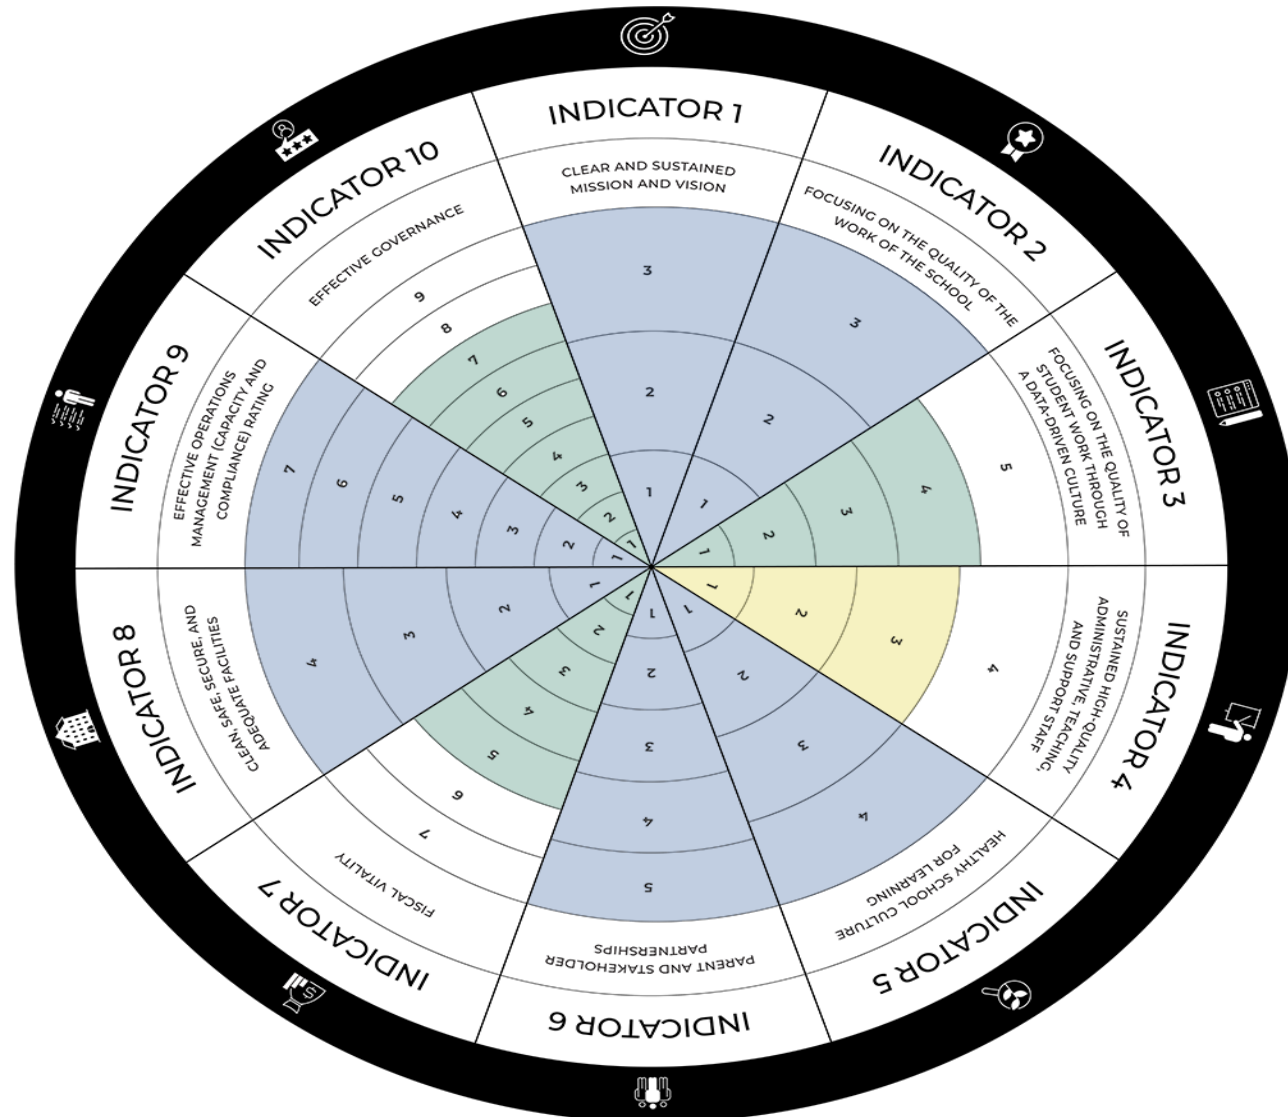 INDICATOR 1
CLEAR AND SUSTAINED
MISSION AND VISION
3
2
1
INDICATOR 2
FOCUSING ON THE QUALITY OF THE
WORK OF THE SCHOOL
3
2
1
INDICATOR 3
FOCUSING ON THE QUALITY OF
STUDENT WORK THROUGH
A DATA-DRIVEN CULTURE
5
4
3
2
1
INDICATOR 4
SUSTAINED HIGH-QUALITY
ADMINISTRATIVE, TEACHING,
AND SUPPORT STAFF
4
3
2
1
INDICATOR 5
HEALTHY SCHOOL CULTURE
FOR LEARNING
4
3
2
1
INDICATOR 6
PARENT AND STAKEHOLDER
PARTNERSHIPS
5
4
3
2
1
INDICATOR 7
FISCAL VITALITY
7
6
5
4
3
2
1
INDICATOR 8
CLEAN, SAFE, SECURE, AND
ADEQUATE FACILITIES
4
3
2
1
INDICATOR 9
EFFECTIVE OPERATIONS
MANAGEMENT (CAPACITY AND
COMPLIANCE) RATING
7
6
5
4
3
2
1
INDICATOR 10
EFFECTIVE GOVERNANCE
9
8
7
6
5
4
3
2
1
$